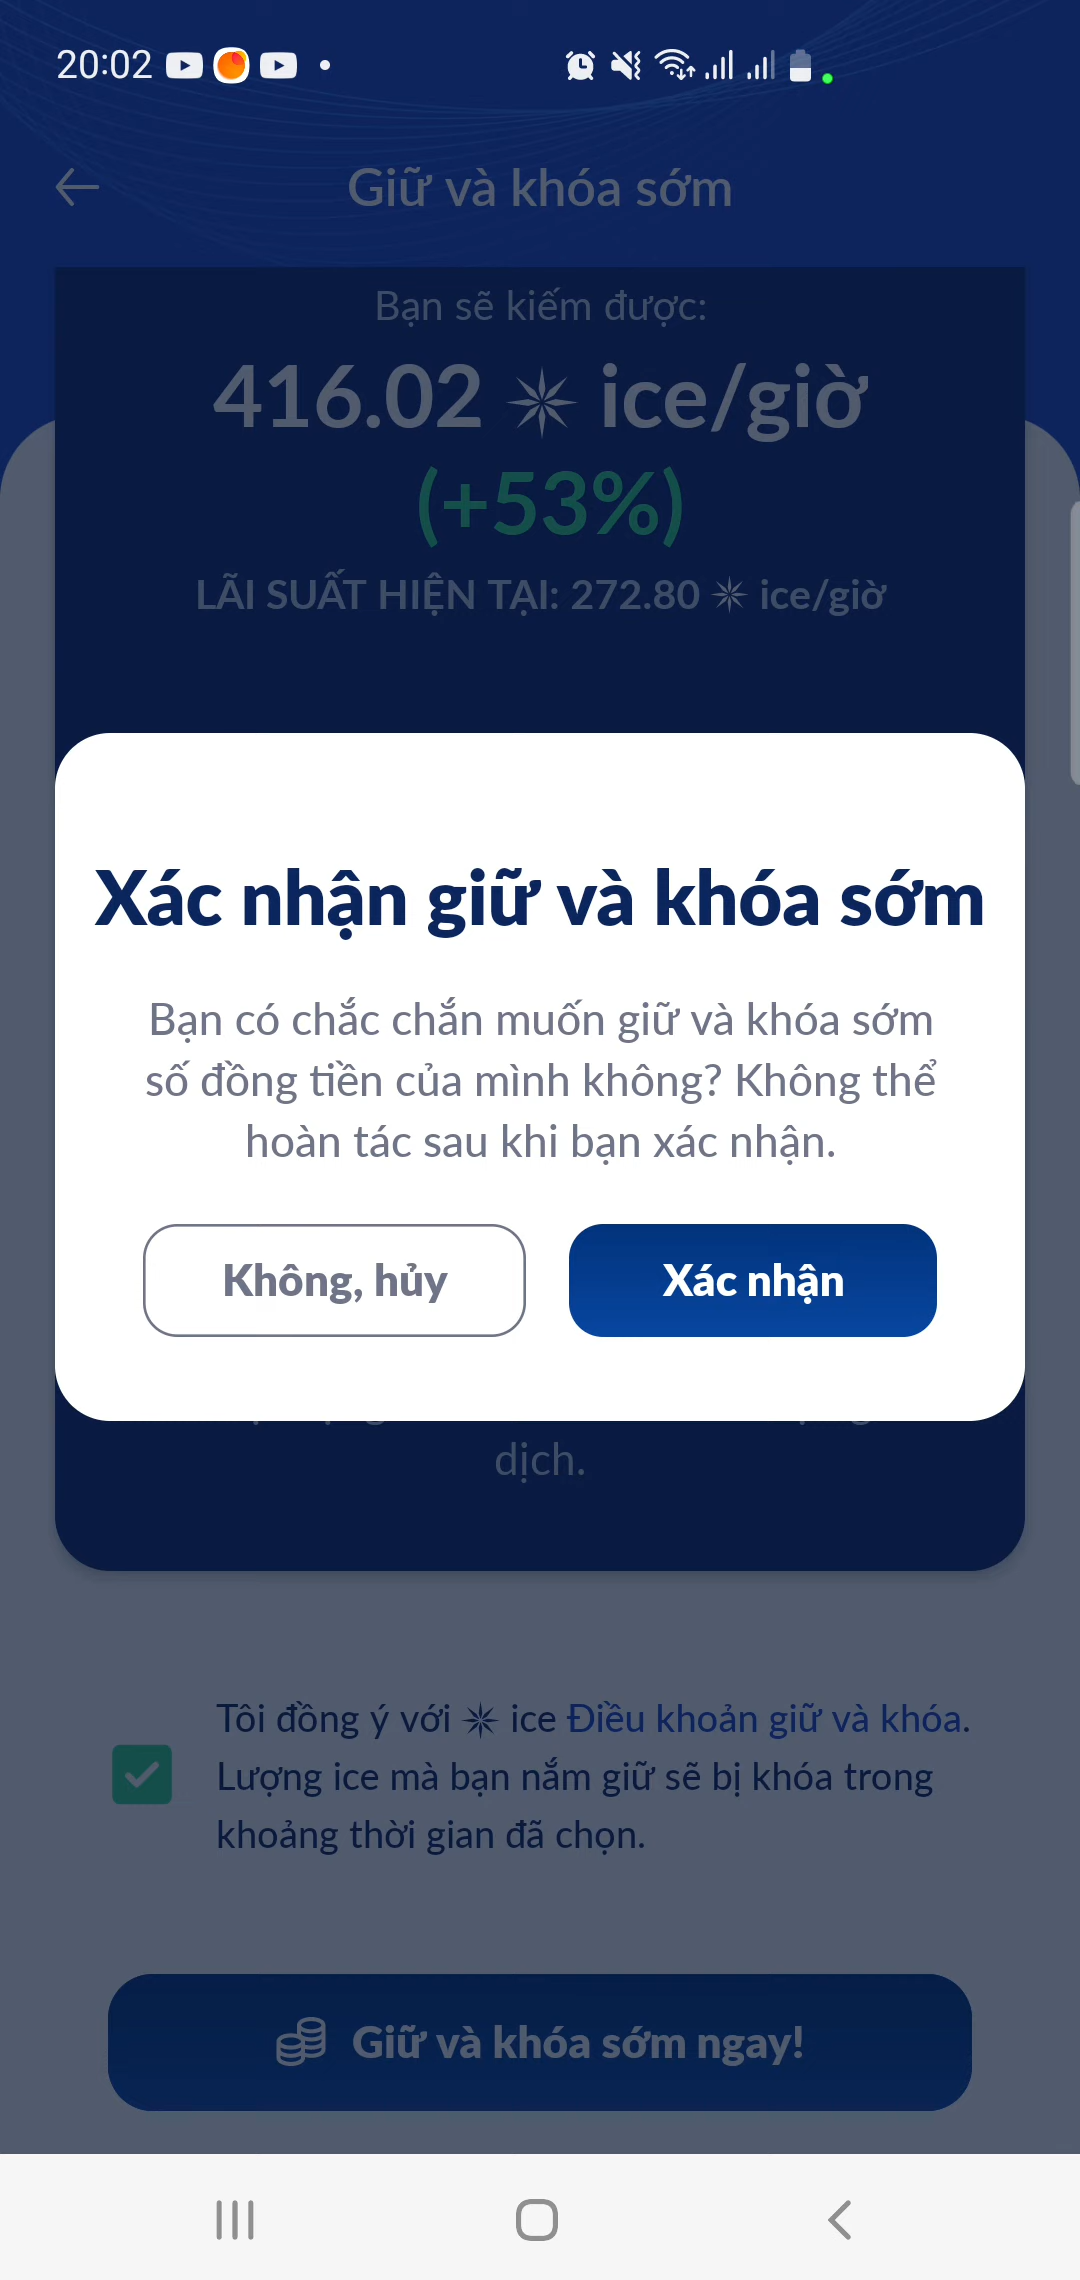 20:02
Giữ và khóa sớm
Bạn sẽ kiếm được:
416.02 ice/giờ
(+53%)
LÃI SUẤT HIỆN TẠI: 272.80 ice/giờ
Xác nhận giữ và khóa sớm
Bạn có chắc chắn muốn giữ và khóa sớm
số đồng tiền của mình không? Không thể
hoàn tác sau khi bạn xác nhận.
Không, hủy
Xác nhận
dịch.
Tôi đồng ý với ice Điều khoản giữ và khóa.
Lượng ice mà bạn nắm giữ sẽ bị khóa trong
khoảng thời gian đã chọn.
Giữ và khóa sớm ngay!